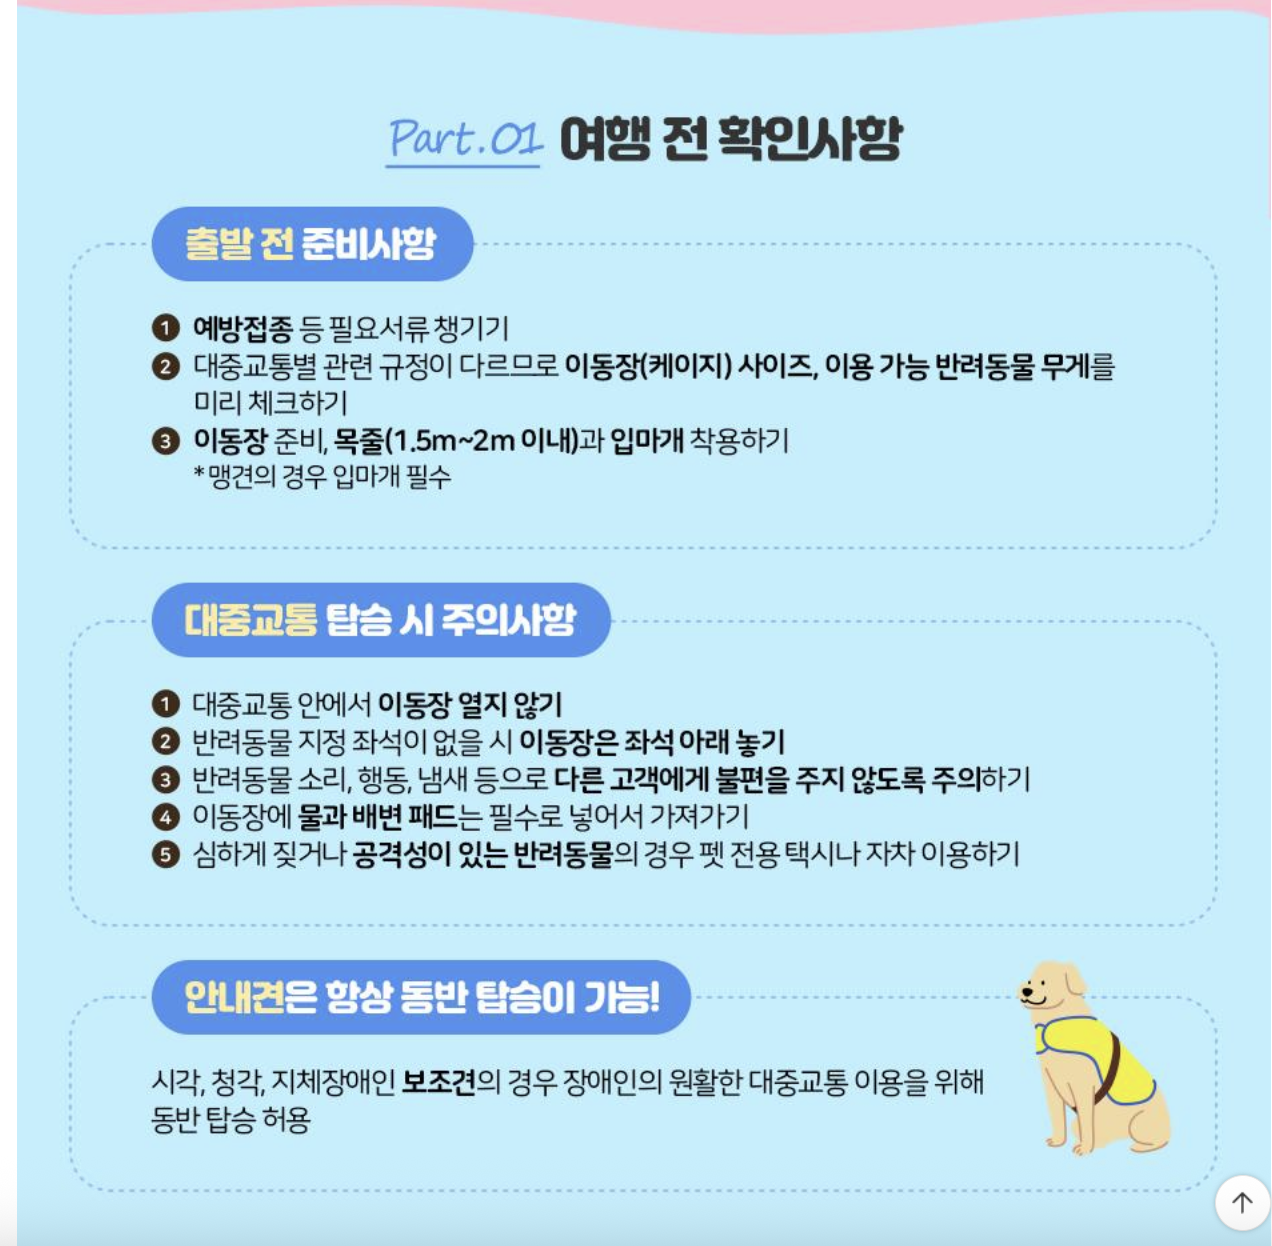 Part.01 여행 전 확인사항
출발 전 준비사항
1 예방접종 등 필요서류 챙기기
2 대중교통별 관련 규정이 다르므로 이동장(케이지) 사이즈, 이용 가능 반려동물 무게를
미리 체크하기
3 이동장 준비, 목줄(1.5m~2m 이내)과 입마개 착용하기
*맹견의 경우 입마개 필수
대중교통 탑승 시 주의사항
1 대중교통 안에서 이동장 열지 않기
2 반려동물 지정 좌석이 없을 시 이동장은 좌석 아래 놓기
3 반려동물 소리, 행동, 냄새 등으로 다른 고객에게 불편을 주지 않도록 주의하기
4 이동장에 물과 배변 패드는 필수로 넣어서 가져가기
5 심하게 짖거나 공격성이 있는 반려동물의 경우 펫 전용 택시나 자차 이용하기
안내견은 항상 동반 탑승이 가능!
시각, 청각, 지체장애인 보조견의 경우 장애인의 원활한 대중교통 이용을 위해
동반 탑승 허용